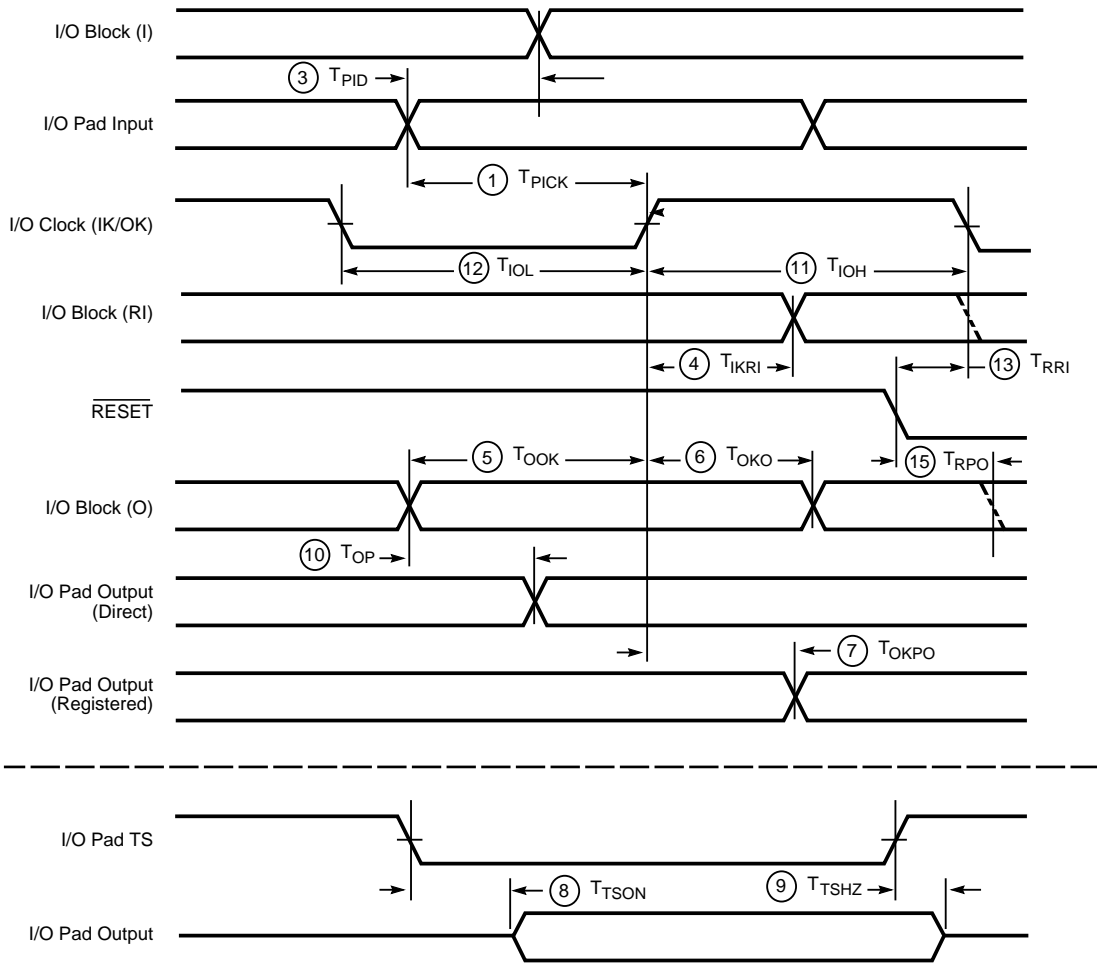 I/O Block (I)
3 TPID
I/O Pad Input
1 TPICK
I/O Clock (IK/OK)
12 TIOL
11 TIOH
I/O Block (RI)
4 TIKRI
13 TRRI
RESET
5 TOOK
6 TOKO
15 TRPO
I/O Block (O)
10 TOP
I/O Pad Output
(Direct)
7 TOKPO
I/O Pad Output
(Registered)
I/O Pad TS
8 TTSON
9 TTSHZ
I/O Pad Output